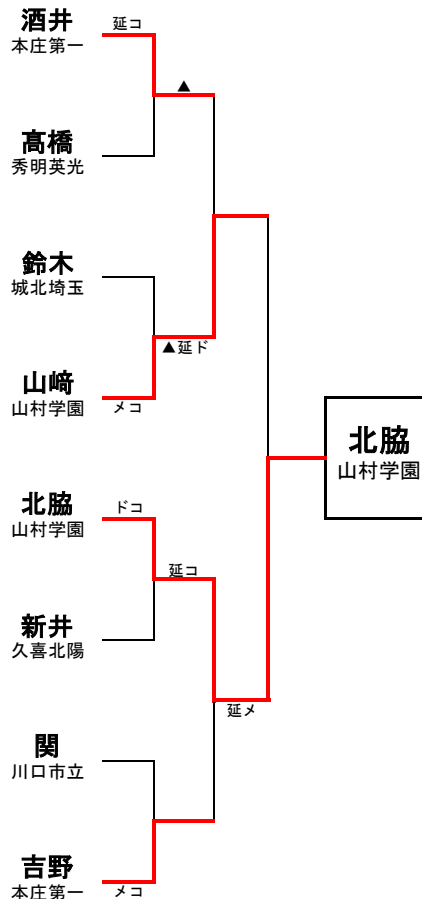 酒井
本庄第一
延コ
▲
髙橋
秀明英光
鈴木
城北埼玉
▲延ド
山﨑
山村学園
メコ
北脇
山村学園
北脇
山村学園
ドコ
延コ
新井
久喜北陽
延メ
関
川口市立
吉野
本庄第一
メコ